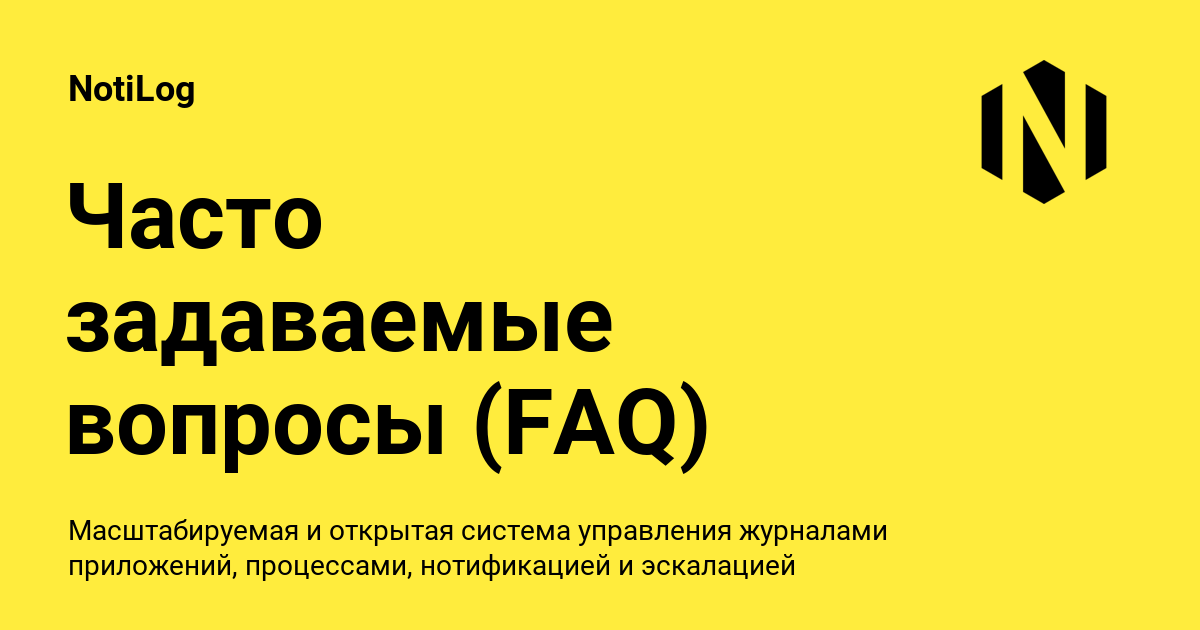 NotiLog
Часто
задаваемые
вопросы (FAQ)
Масштабируемая и открытая система управления журналами
приложений, процессами, нотификацией и эскалацией